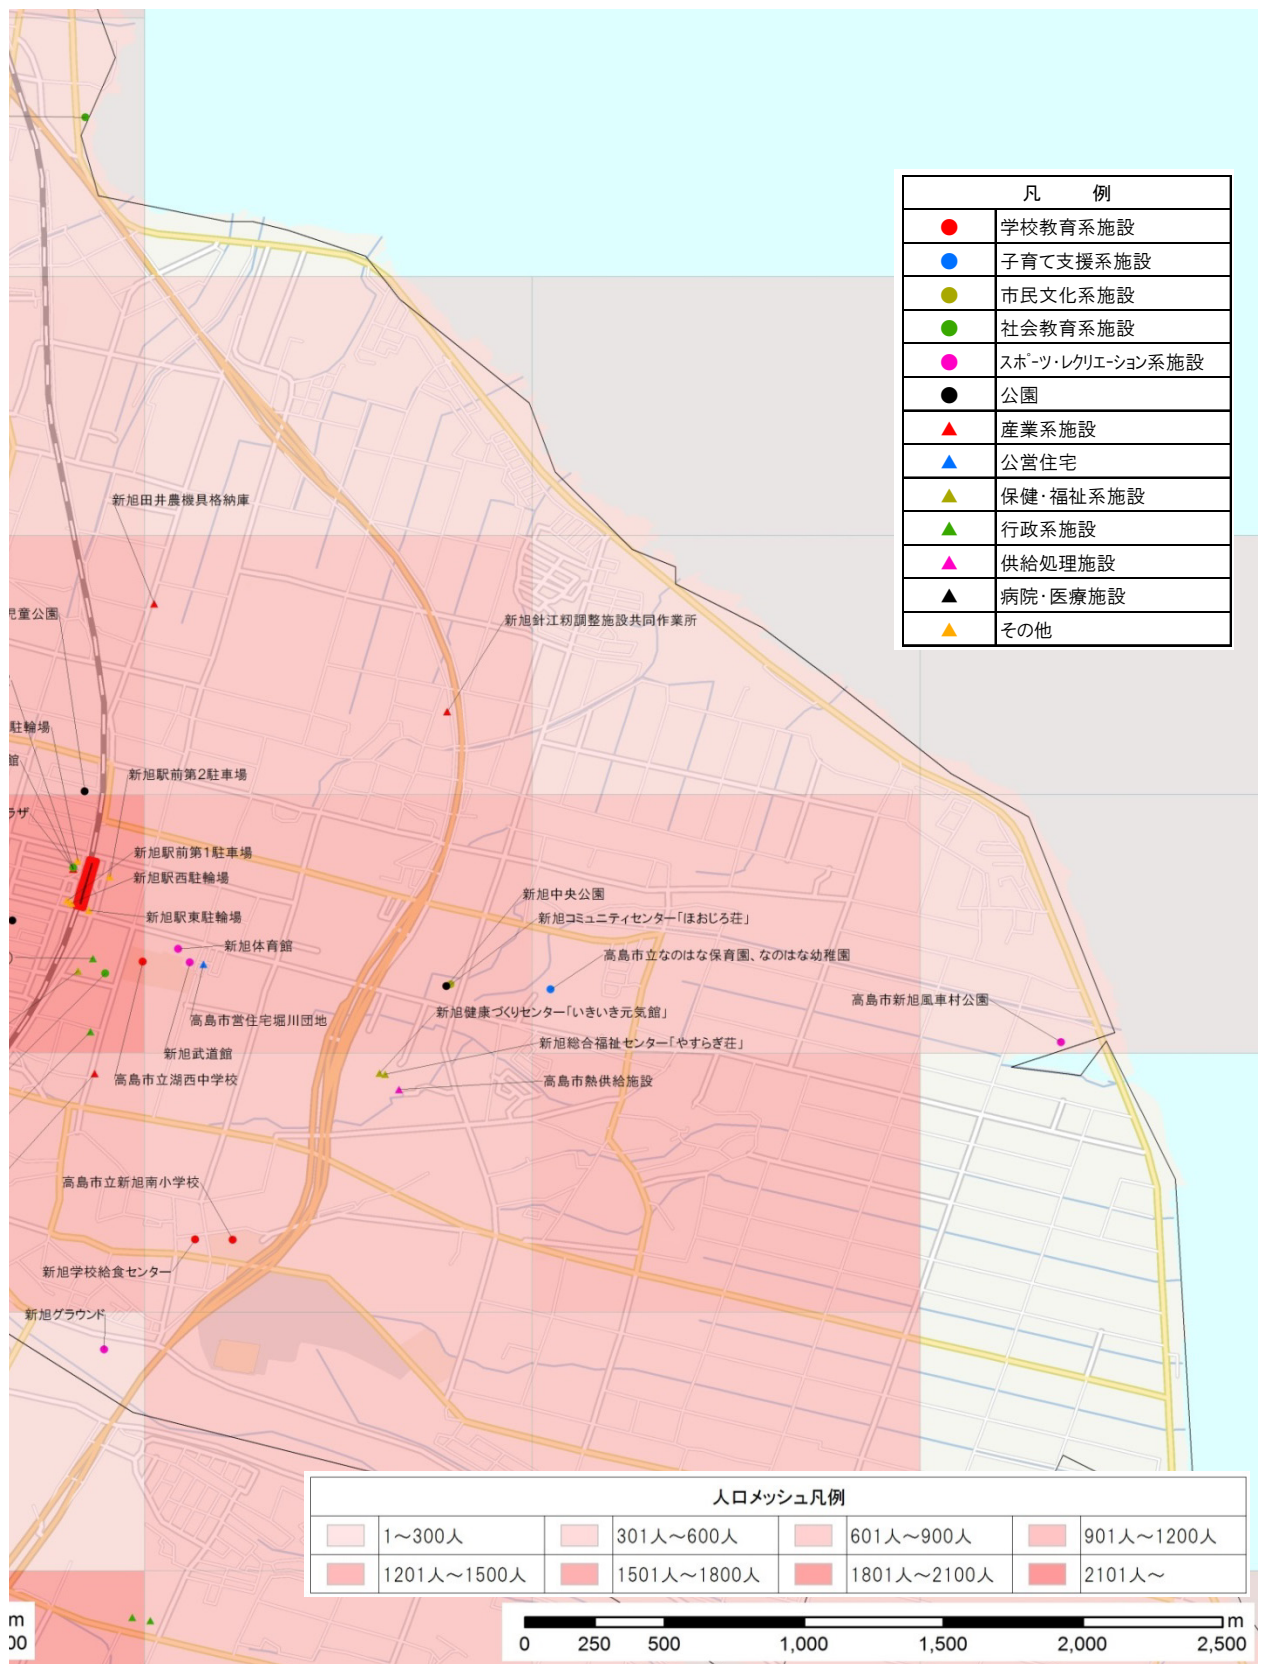 凡 例
学校教育系施設
子育て支援系施設
市民文化系施設
社会教育系施設
スポーツ・レクリエーション系施設
公園
産業系施設
公営住宅
保健・福祉系施設
行政系施設
供給処理施設
病院・医療施設
その他
新旭田井農機具格納庫
児童公園
新旭針江籾調整施設共同作業所
駐輪場
館
新旭駅前第2駐車場
ラザ
新旭駅前第1駐車場
新旭駅西駐輪場
新旭中央公園
新旭駅東駐輪場
新旭コミュニティセンター「ほおじろ荘」
新旭体育館
高島市立なのはな保育園、なのはな幼稚園
)
高島市新旭風車村公園
新旭健康づくりセンター「いきいき元気館」
高島市営住宅堀川団地
新旭総合福祉センター「やすらぎ荘」
新旭武道館
高島市立湖西中学校
高島市熱供給施設
高島市立新旭南小学校
新旭学校給食センター
新旭グラウンド
人口メッシュ凡例
1～300人 301人～600人 601人～900人 901人～1200人
1201人～1500人 1501人～1800人 1801人～2100人 2101人～
m
00
m
0 250 500 1,000 1,500 2,000 2,500